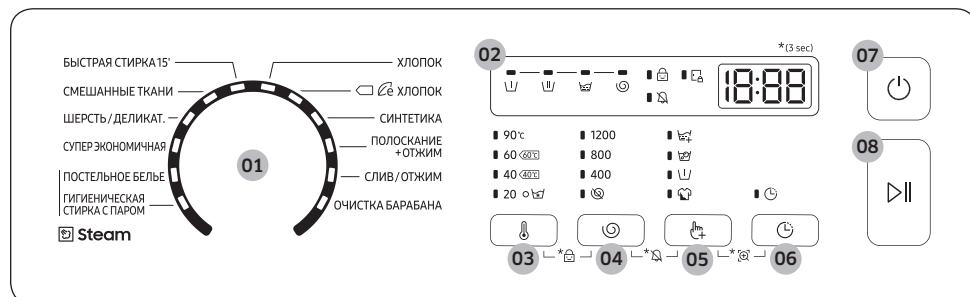 *(3 sec)
02
07
БЫСТРАЯ СТИРКА 15'
ХЛОПОК
СМЕШАННЫЕ ТКАНИ
ХЛОПОК
18:88
ШЕРСТЬ/ДЕЛИКАТ.
СИНТЕТИКА
СУПЕР ЭКОНОМИЧНАЯ
01
ПОЛОСКАНИЕ
+ОТЖИМ
ПОСТЕЛЬНОЕ БЕЛЬЕ
СЛИВ/ОТЖИМ
ГИГИЕНИЧЕСКАЯ
СТИРКА С ПАРОМ
ОЧИСТКА БАРАБАНА
Steam
90℃ 1200
60 60℃ 800
40 40℃ 400
20
08
03 * 04 * 05 * 06